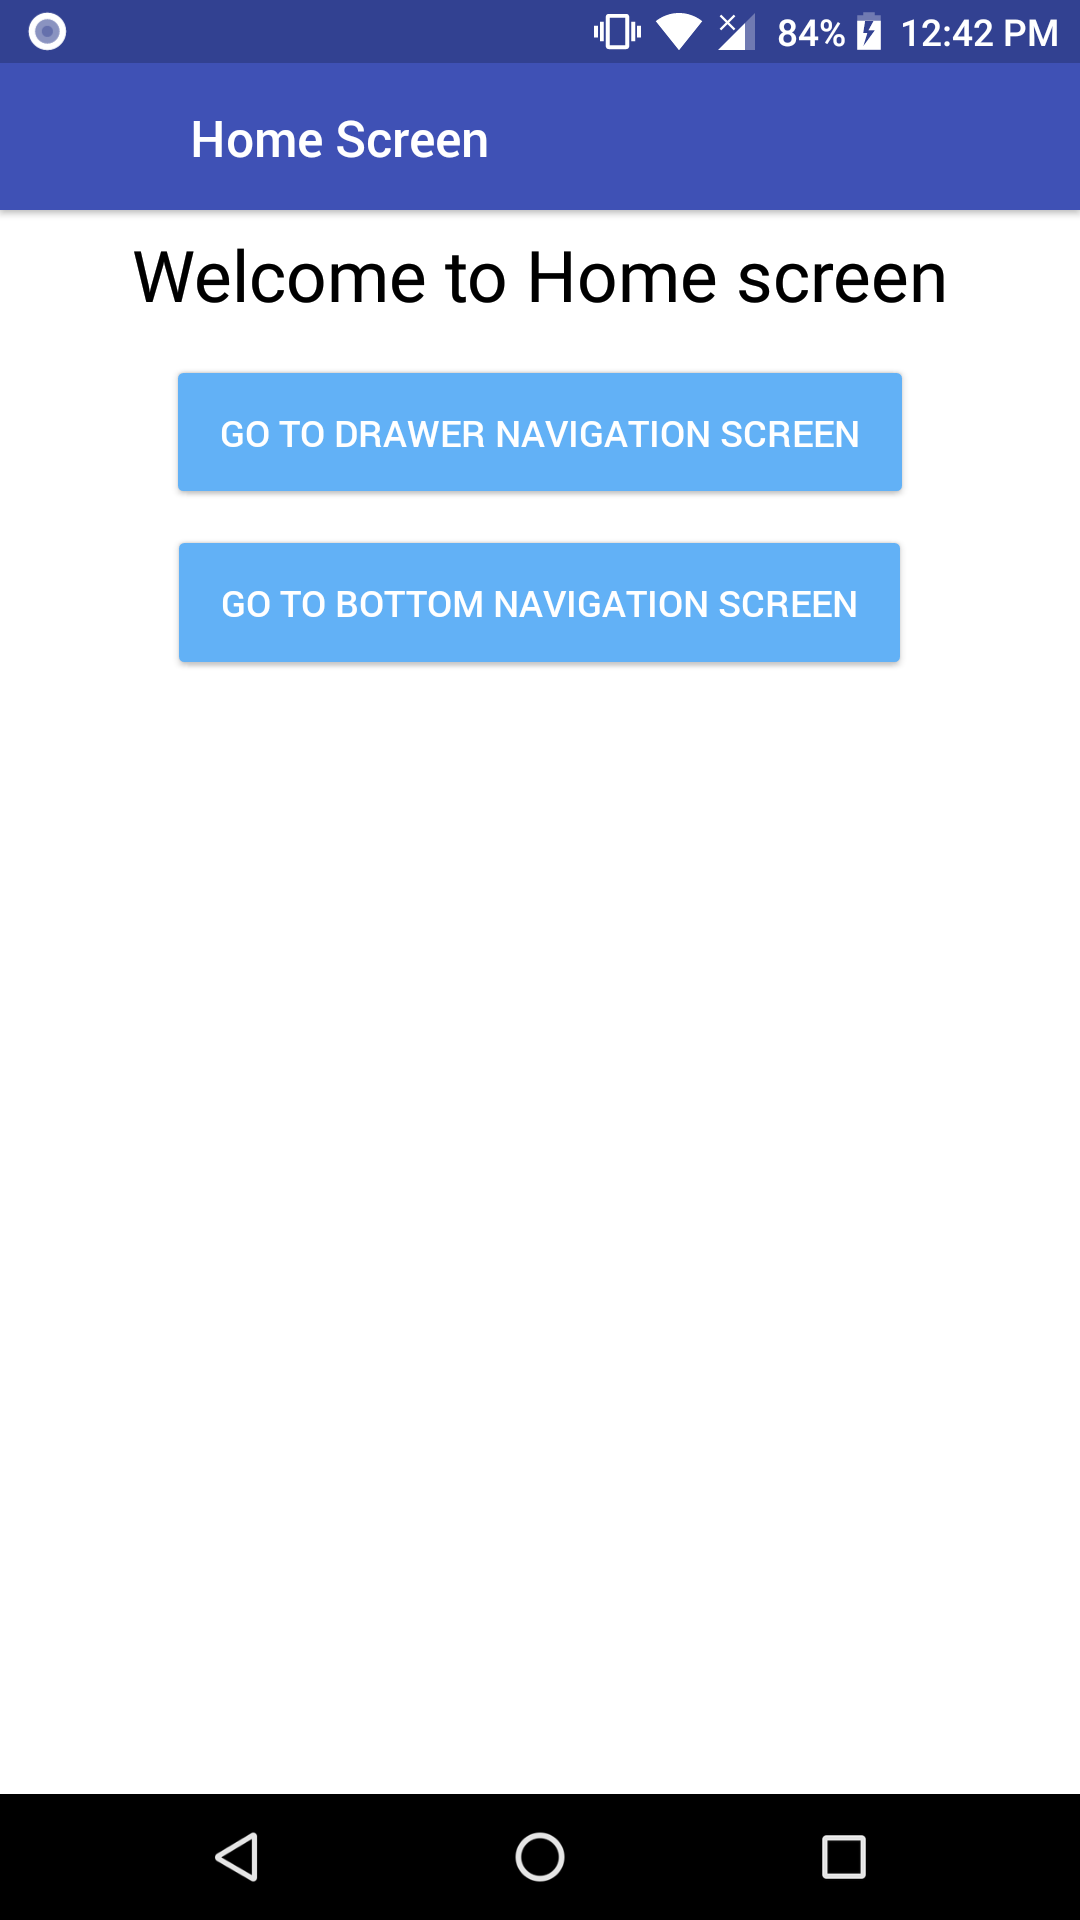 84% 12:42 PM
Home Screen
Welcome to Home screen
GO TO DRAWER NAVIGATION SCREEN
GO TO BOTTOM NAVIGATION SCREEN